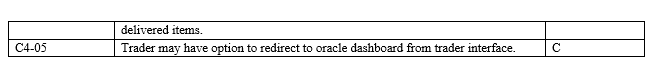 delivered items.
C4-05 Trader may have option to redirect to oracle dashboard from trader interface. C